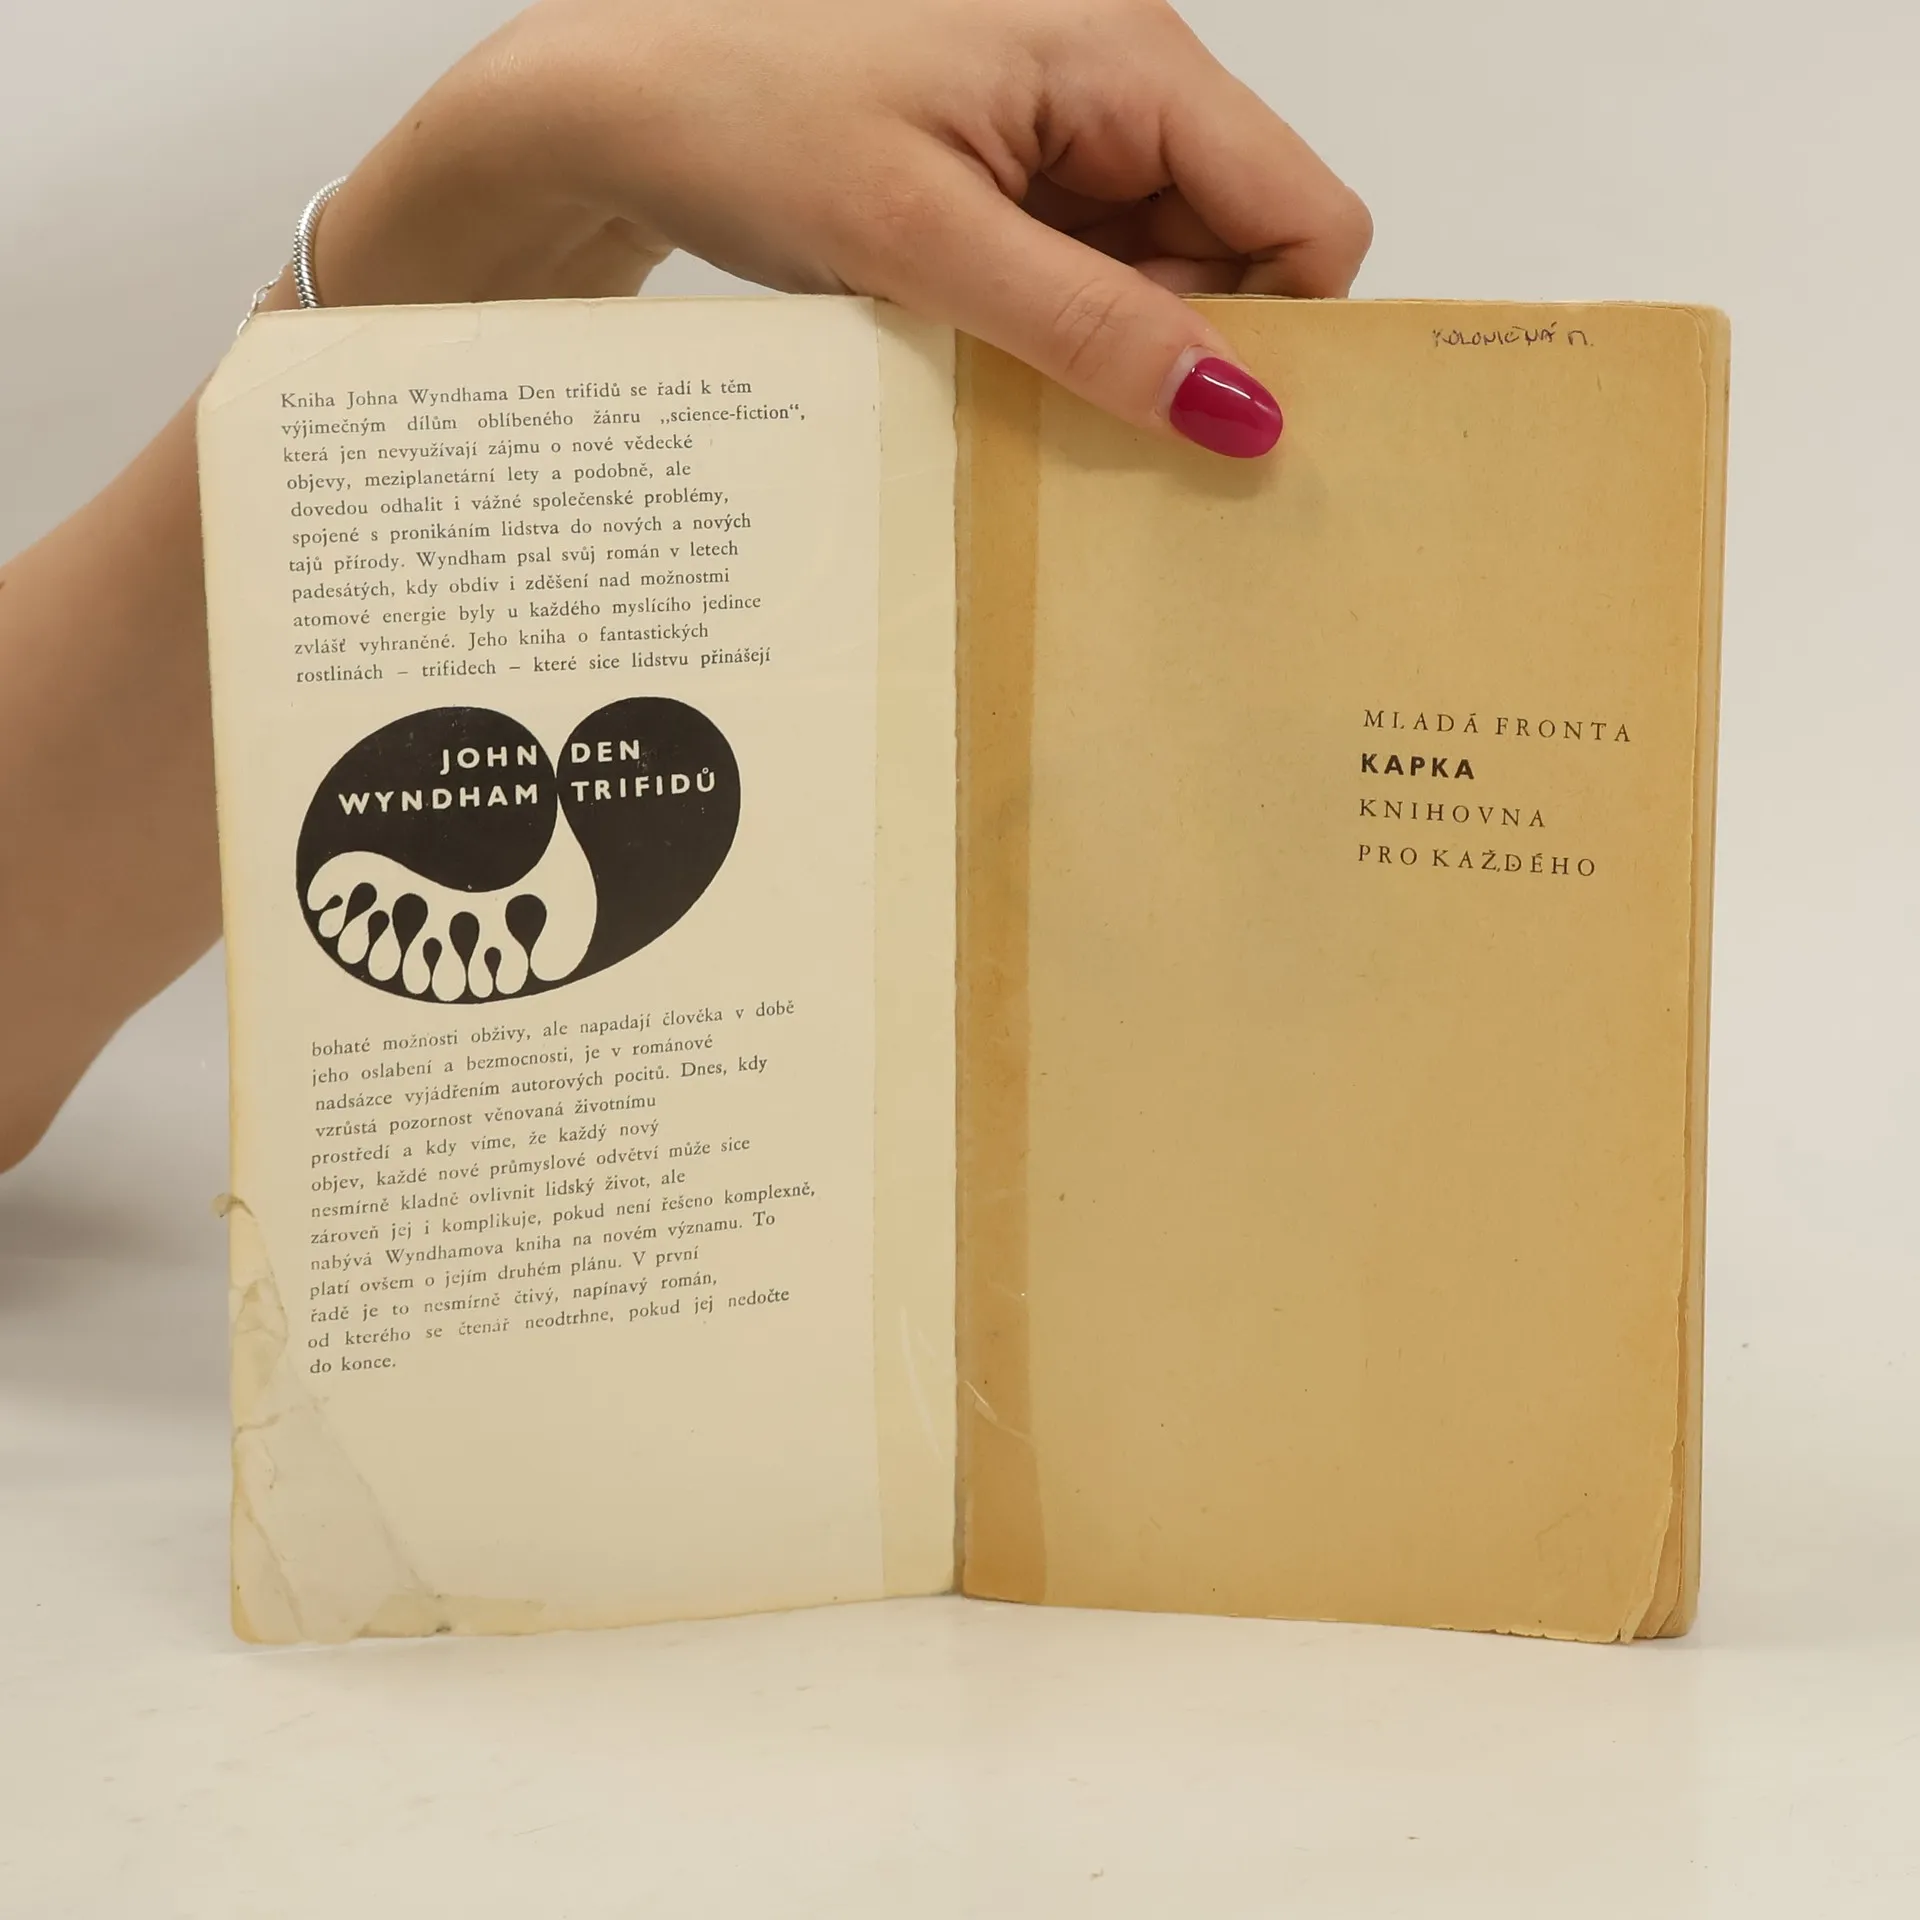 Kniha Johna Wyndhama Den trifidů se řadí k těm
výjimečným dílům oblíbeného žánru „science-fiction“,
která jen nevyužívají zájmu o nové vědecké
objevy, meziplanetární lety a podobně, ale
dovedou odhalit i vážné společenské problémy,
spojené s pronikáním lidstva do nových a nových
tajů přírody. Wyndham psal svůj román v letech
padesátých, kdy obdiv i zděšení nad možnostmi
atomové energie byly u každého myslícího jedince
zvlášť vyhraněné. Jeho kniha o fantastických
rostlinách – trifidech – které sice lidstvu přinášejí
JOHN DEN
WYNDHAM TRIFIDŮ
bohaté možnosti obživy, ale napadají člověka v době
jeho oslabení a bezmocnosti, je v románové
nadsázce vyjádřením autorových pocitů. Dnes, kdy
vzrůstá pozornost věnovaná životnímu
prostředí a kdy víme, že každý nový
objev, každé nové průmyslové odvětví může sice
nesmírně kladně ovlivnit lidský život, ale
zároveň jej i komplikuje, pokud není řešeno komplexně,
nabývá Wyndhamova kniha na novém významu. To
platí ovšem o jejím druhém plánu. V první
řadě je to nesmírně čtivý, napínavý román,
od kterého se čtenář neodtrhne, pokud jej nedočte
do konce.
KOLONIČNÁ M.
MLADÁ FRONTA
KAPKA
KNIHOVNA
PRO KAŽDÉHO